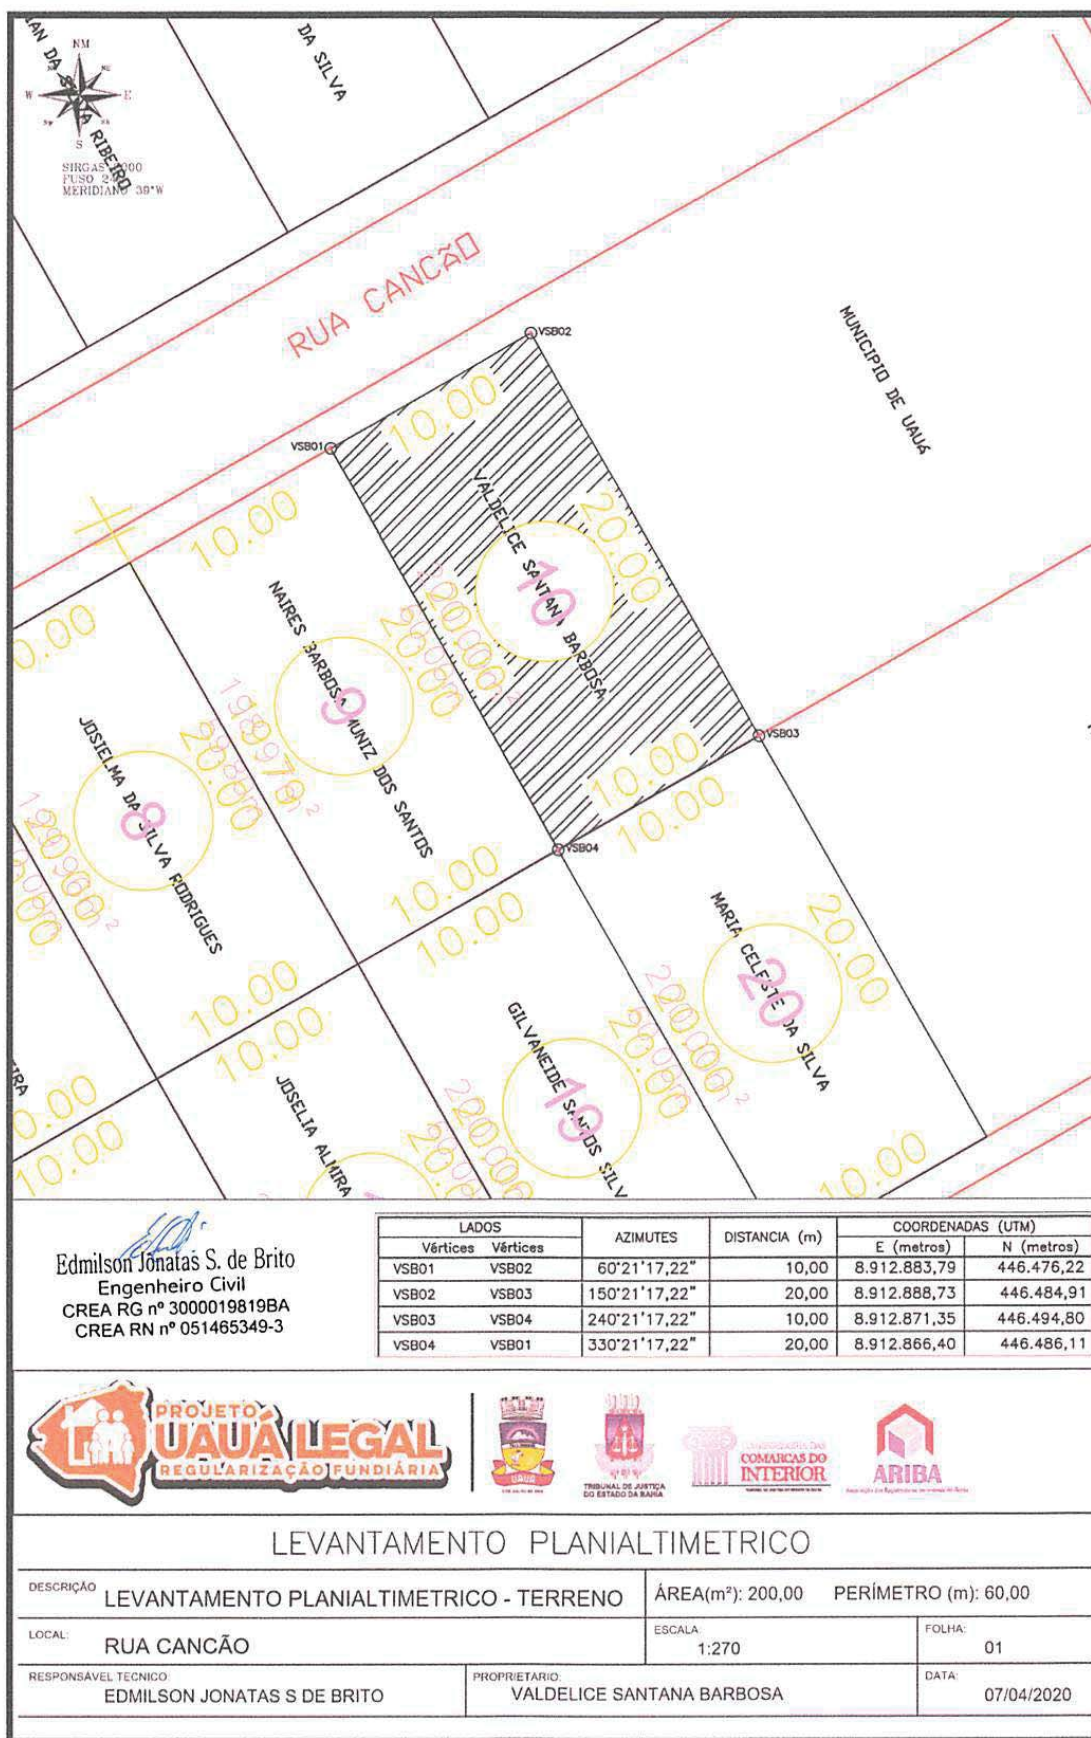 DA SILVA
NM
W
E
S
MERIDIANO 39°W
RUA CANCÃO
VSB02
MUNICIPIO DE UAUÁ
VSB01
10.00
10.00
VALDELICE SANTANA BARBOSA
20.00
10
NAIRES BARBOSA MUNIZ DOS SANTOS
20.00
9
JOSIELMA DA SILVA RODRIGUES
20.00
8
VSB03
10.00
10.00
VSB04
10.00
10.00
MARIA CELESTE DA SILVA
20.00
20
10.00
10.00
GILVANEIDE SANTOS SILV
20.00
19
JOSELIA ALMIRA
10.00
10.00
Edmilson Jonatas S. de Brito
Engenheiro Civil
CREA RG nº 3000019819BA
CREA RN nº 051465349-3
LADOS AZIMUTES DISTANCIA (m) COORDENADAS (UTM)
Vértices Vértices E (metros) N (metros)
VSB01 VSB02 60°21'17,22" 10,00 8.912.883,79 446.476,22
VSB02 VSB03 150°21'17,22" 20,00 8.912.888,73 446.484,91
VSB03 VSB04 240°21'17,22" 10,00 8.912.871,35 446.494,80
VSB04 VSB01 330°21'17,22" 20,00 8.912.866,40 446.486,11
PROJETO
UAUÁ LEGAL
REGULARIZAÇÃO FUNDIÁRIA
UAUÁ
TRIBUNAL DE JUSTIÇA
DO ESTADO DA BAHIA
COMARCAS DO
INTERIOR
ARIBA
LEVANTAMENTO PLANIALTIMETRICO
DESCRIÇÃO LEVANTAMENTO PLANIALTIMETRICO - TERRENO ÁREA(m²): 200,00 PERÍMETRO (m): 60,00
LOCAL: RUA CANCÃO ESCALA: 1:270 FOLHA: 01
RESPONSÁVEL TECNICO: EDMILSON JONATAS S DE BRITO PROPRIETARIO: VALDELICE SANTANA BARBOSA DATA: 07/04/2020